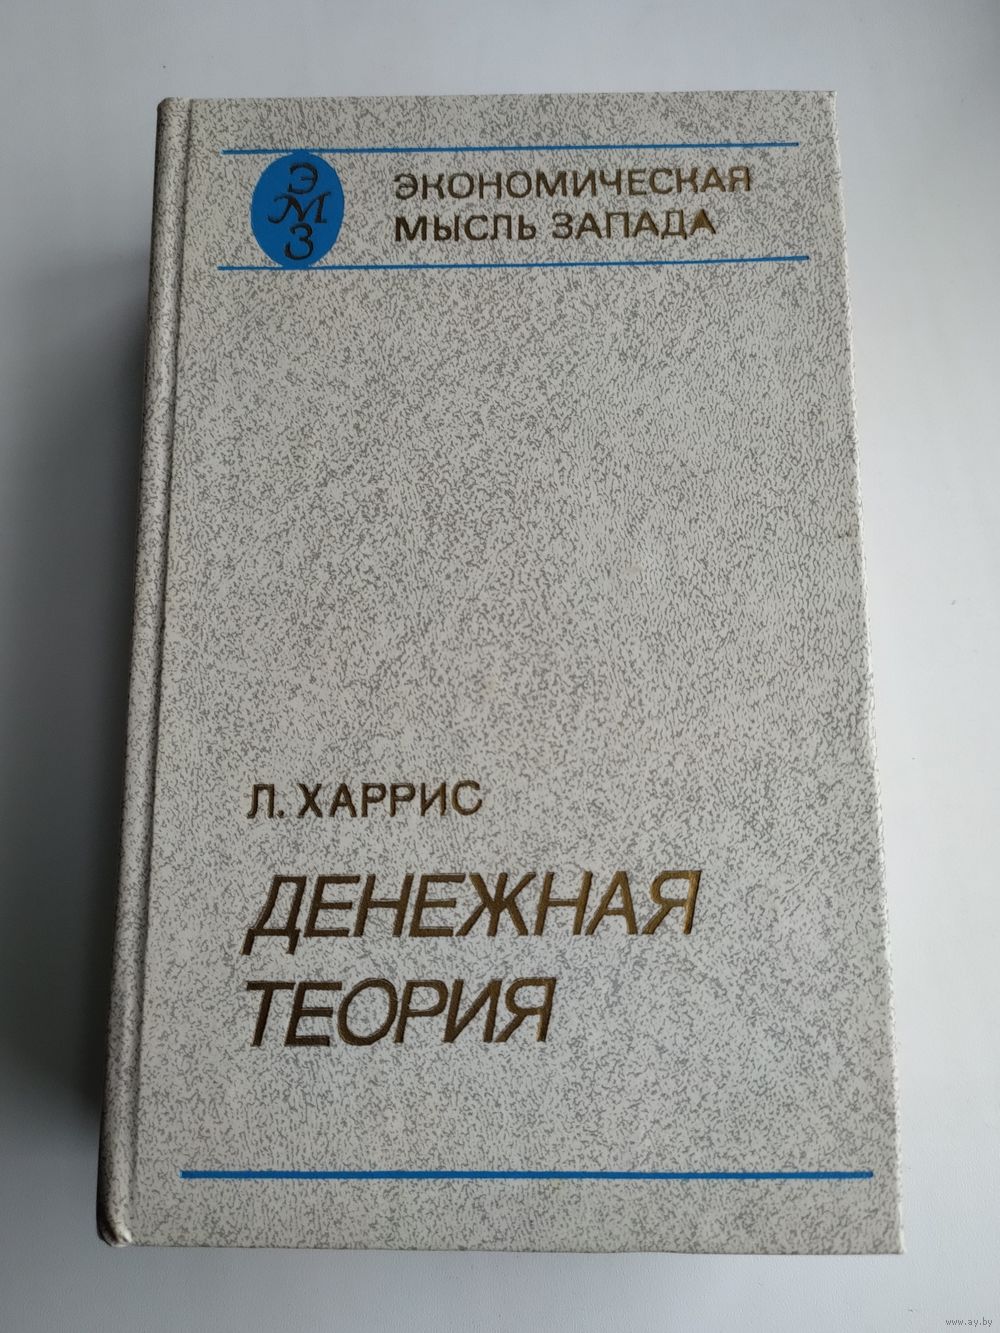 Э
М
З
ЭКОНОМИЧЕСКАЯ
МЫСЛЬ ЗАПАДА
Л. ХАРРИС
ДЕНЕЖНАЯ
ТЕОРИЯ
www.ay.by